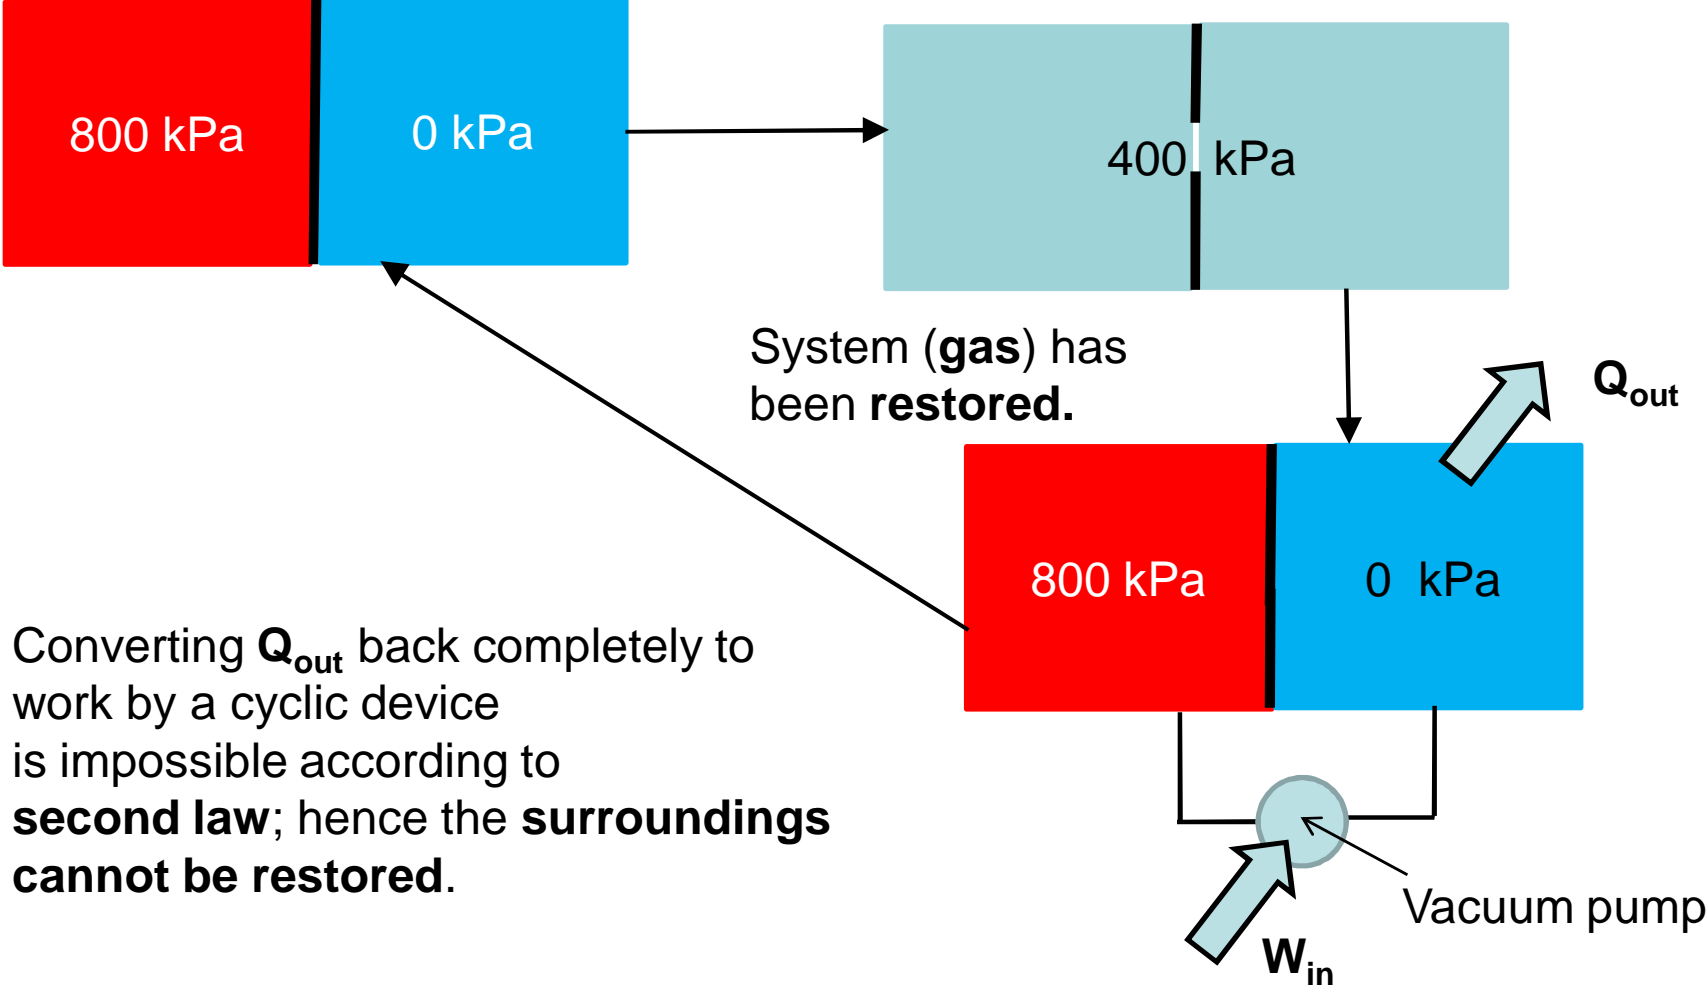 800 kPa
0 kPa
400 kPa
System (gas) has
been restored.
Qout
800 kPa
0 kPa
Converting Qout back completely to
work by a cyclic device
is impossible according to
second law; hence the surroundings
cannot be restored.
Vacuum pump
Win